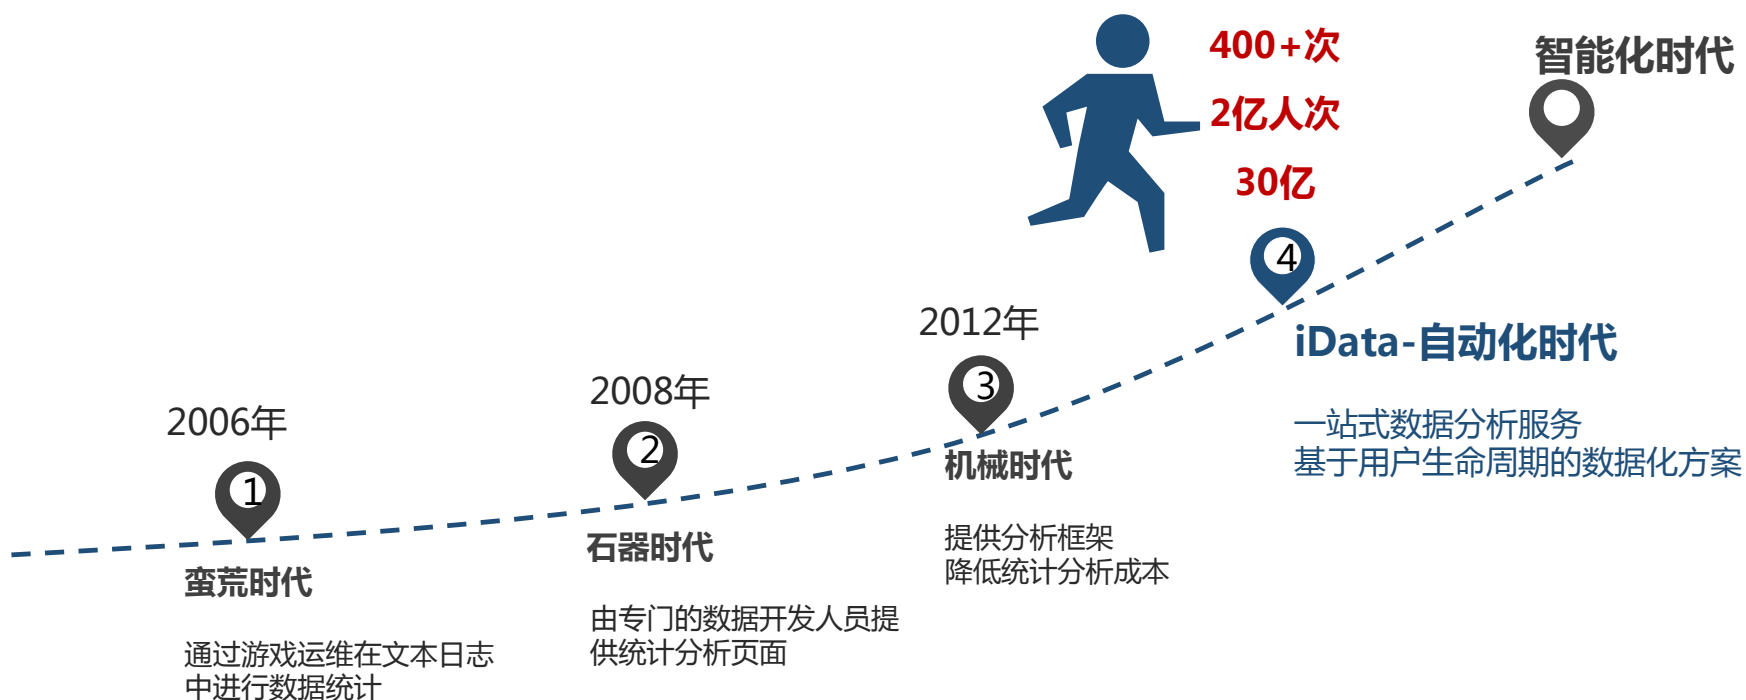 400+次
2亿人次
30亿
智能化时代
4
iData-自动化时代
一站式数据分析服务
基于用户生命周期的数据化方案
2012年
3
机械时代
提供分析框架
降低统计分析成本
2008年
2
石器时代
由专门的数据开发人员提
供统计分析页面
2006年
1
蛮荒时代
通过游戏运维在文本日志
中进行数据统计